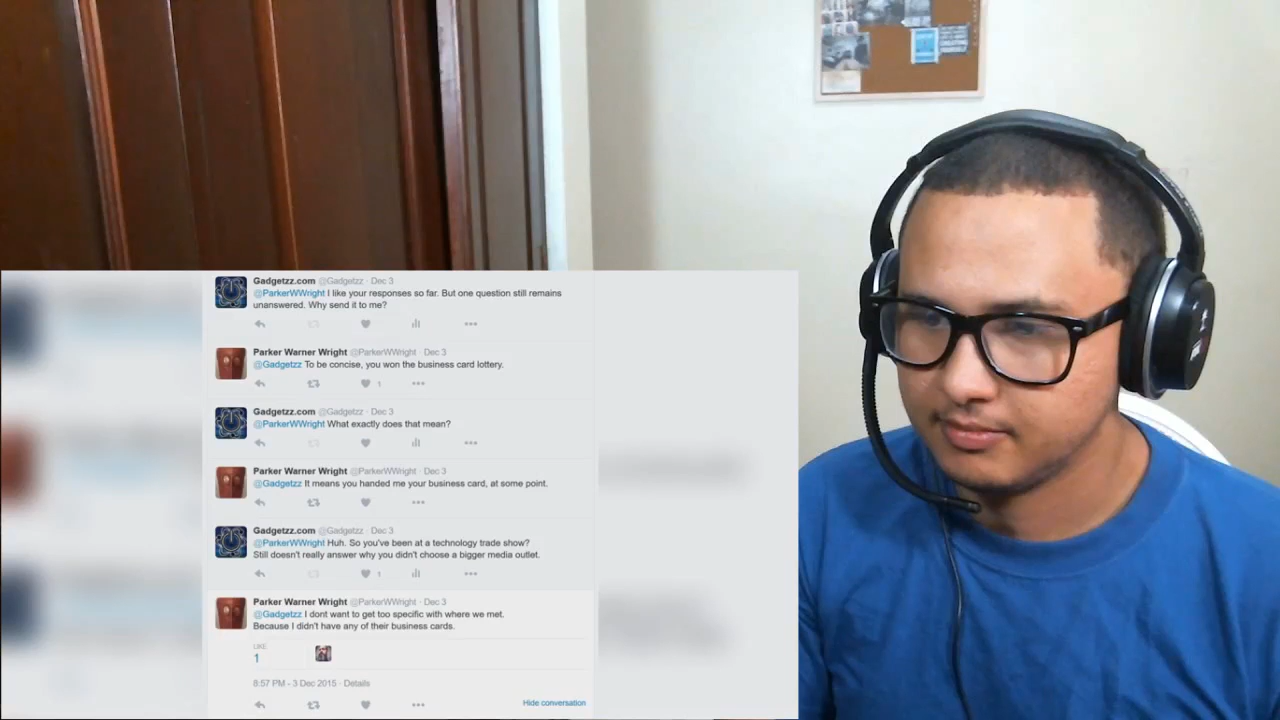 Gadgetzz.com @Gadgetzz · Dec 3
@ParkerWWright I like your responses so far. But one question still remains
unanswered. Why send it to me?
Parker Warner Wright @ParkerWWright · Dec 3
@Gadgetzz To be concise, you won the business card lottery.
1
Gadgetzz.com @Gadgetzz · Dec 3
@ParkerWWright What exactly does that mean?
Parker Warner Wright @ParkerWWright · Dec 3
@Gadgetzz It means you handed me your business card, at some point.
Gadgetzz.com @Gadgetzz · Dec 3
@ParkerWWright Huh. So you've been at a technology trade show?
Still doesn't really answer why you didn't choose a bigger media outlet.
1
Parker Warner Wright @ParkerWWright · Dec 3
@Gadgetzz I dont want to get too specific with where we met.
Because I didn't have any of their business cards.
LIKE
1
8:57 PM - 3 Dec 2015 · Details
Hide conversation